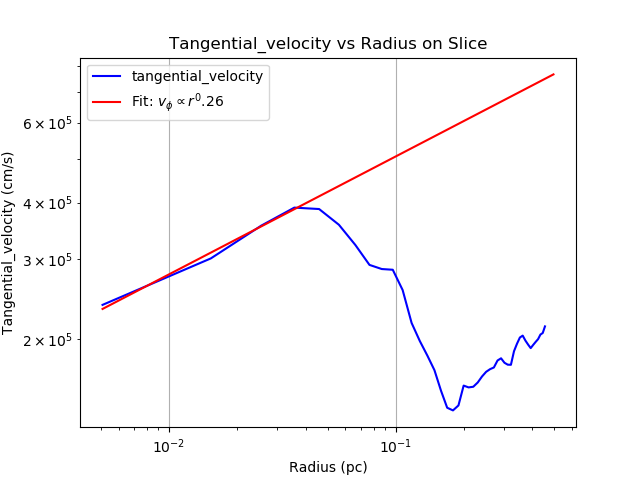 Tangential_velocity vs Radius on Slice
tangential_velocity
Fit: $v_\phi \propto r^0.26$
Tangential_velocity (cm/s)
6 × 10⁵
4 × 10⁵
3 × 10⁵
2 × 10⁵
10⁻²
10⁻¹
Radius (pc)